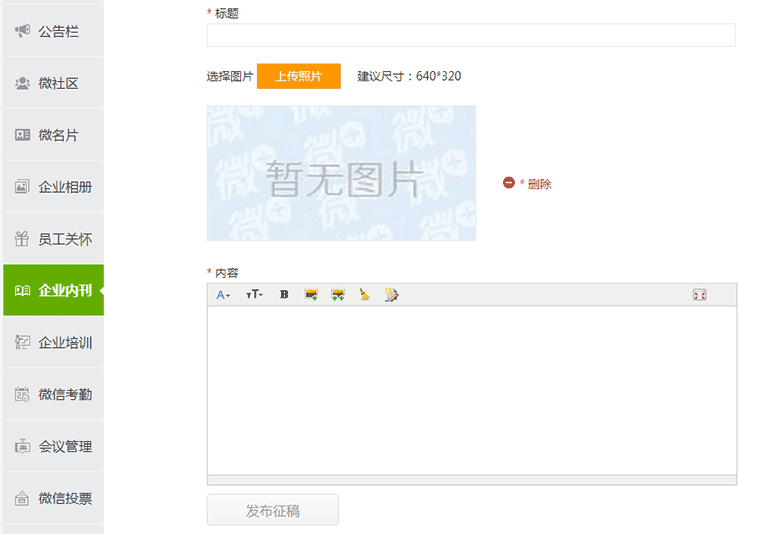 公告栏
微社区
微名片
企业相册
员工关怀
企业内刊
企业培训
微信考勤
会议管理
微信投票
* 标题
选择图片 上传照片 建议尺寸：640*320
暂无图片
* 删除
* 内容
A TT B
发布征稿